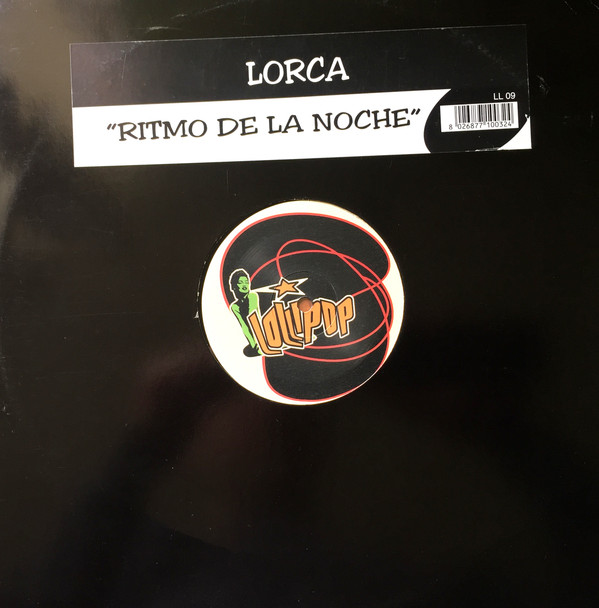 LORCA
LL 09
"RITMO DE LA NOCHE"
8 026877 100324
LOLLIPOP